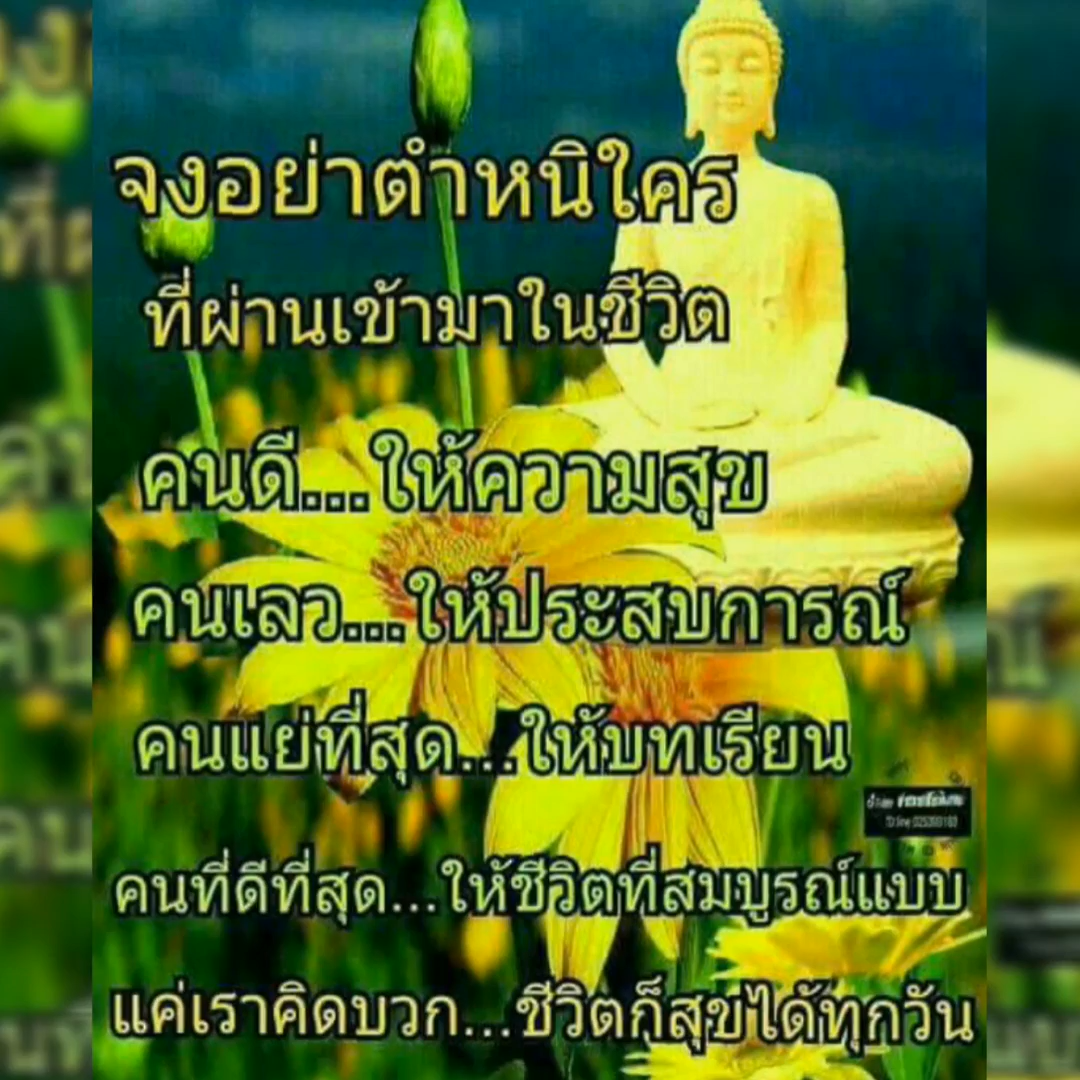 จงอย่าตำหนิใคร
ที่ผ่านเข้ามาในชีวิต
คนดี...ให้ความสุข
คนเลว...ให้ประสบการณ์
คนแย่ที่สุด...ให้บทเรียน
คนที่ดีที่สุด...ให้ชีวิตที่สมบูรณ์แบบ
แค่เราคิดบวก...ชีวิตก็สุขได้ทุกวัน